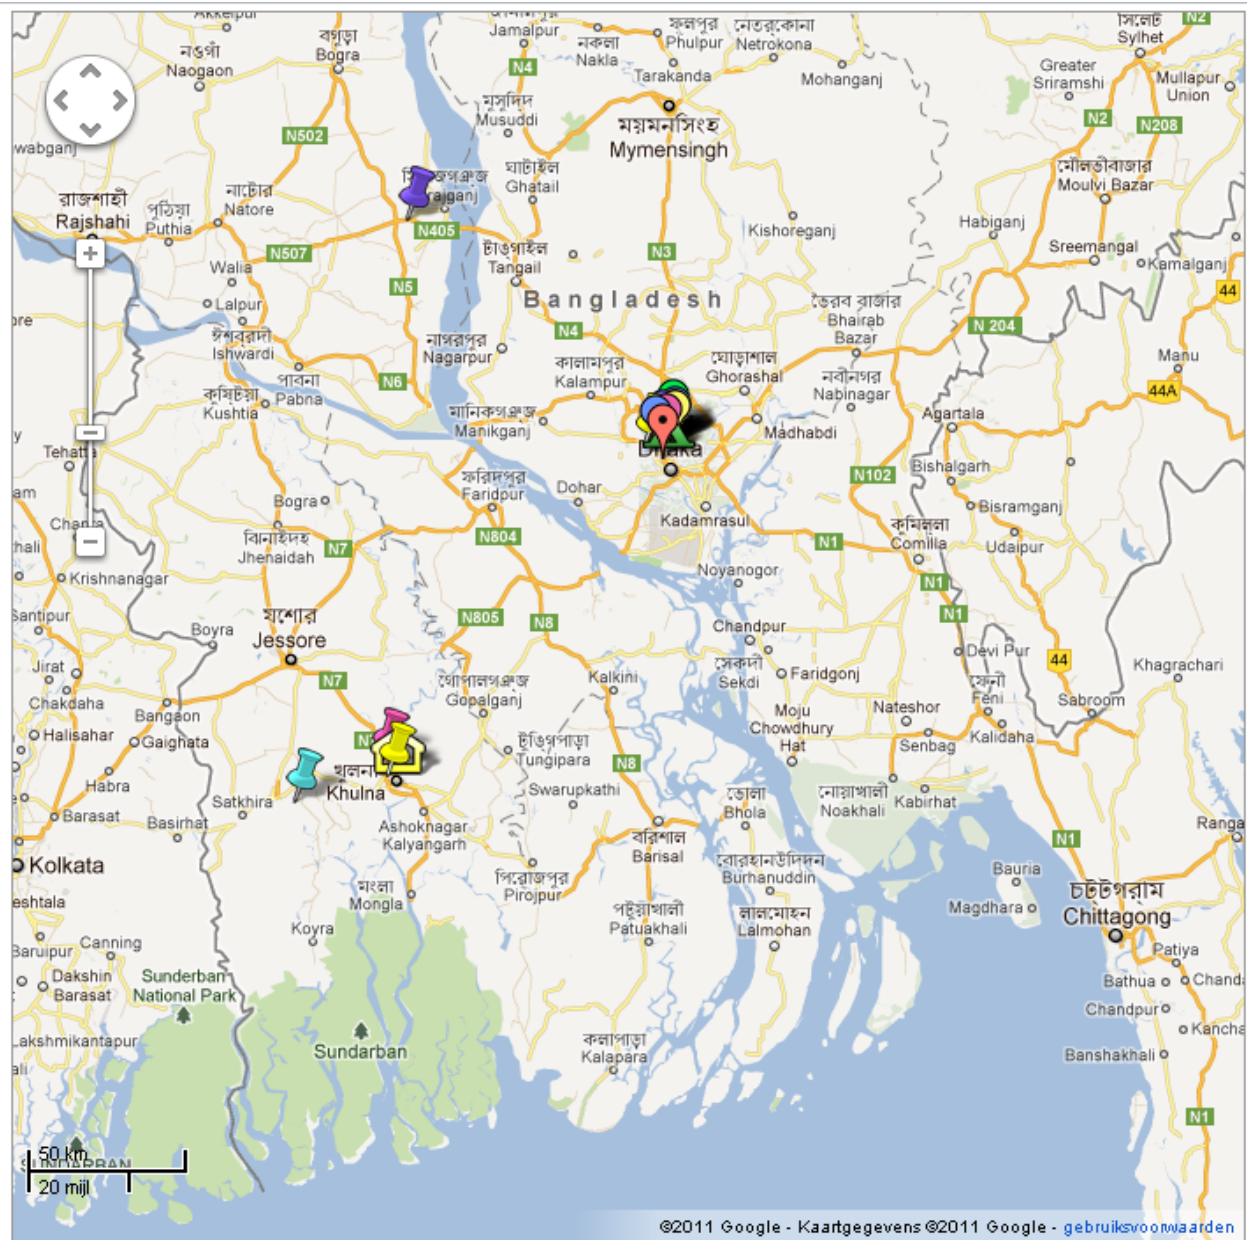 সিলেট
N2
জামালপুর
Jamalpur
ফুলপুর
Phulpur
নেতরকোনা
Netrokona
Sylhet
বগুড়া
Bogra
নওগাঁ
Naogaon
নকলা
Nakla
N4
Tarakanda
Mohanganj
Greater
Sriramshi
Mullapur
Union
মুসুদিদ
Musuddi
N2
N208
N502
ময়মনসিংহ
Mymensingh
wabganj
ঘাটাইল
Ghatail
মৌলভীবাজার
Moulvi Bazar
রাজশাহী
Rajshahi
নাটোর
Natore
পুঠিয়া
Puthia
N405
Habiganj
Kishoreganj
N3
Sreemangal
Kamalganj
N507
টাঙ্গাইল
Tangail
Walia
N5
Bangladesh
44
Lalpur
ভৈরব বাজার
Bhairab
Bazar
N 204
ঈশ্বরদী
Ishwardi
নাগরপুর
Nagarpur
N4
কালামপুর
Kalampur
ঘোড়াশাল
Ghorashal
Manu
44A
পাবনা
Pabna
N6
নবীনগর
Nabinagar
কুষ্টিয়া
Kushtia
মানিকগঞ্জ
Manikganj
Agartala
Madhabdi
Dhaka
Bishalgarh
N102
ফরিদপুর
Faridpur
Dohar
Bogra
Bisramganj
Kadamrasul
কুমিল্লা
Comilla
Udaipur
ঝিনাইদহ
Jhenaidah
N7
N804
N1
Krishnanagar
Noyanogor
N1
Santipur
যশোর
Jessore
N805
N8
N1
Boyra
Chandpur
Devi Pur
44
Jirat
N7
সেকদী
Sekdi
Faridgonj
Khagrachari
Chakdaha
গোপালগঞ্জ
Gopalganj
Kalkini
ফেনী
Feni
Sabroom
Bangaon
Moju
Chowdhury
Hat
Nateshor
Halisahar
Gaighata
Senbag
Kalidaha
টুঙ্গিপাড়া
Tungipara
N8
Habra
Khulna
Swarupkathi
ভোলা
Bhola
নোয়াখালী
Noakhali
Kabirhat
Satkhira
Barasat
Basirhat
Ashoknagar
Kalyangarh
বরিশাল
Barisal
N1
Kolkata
বোরহানউদ্দিন
Burhanuddin
Bauria
মংলা
Mongla
পিরোজপুর
Pirojpur
চট্টগ্রাম
Chittagong
Magdhara
পটুয়াখালী
Patuakhali
লালমোহন
Lalmohan
Koyra
Canning
Patiya
Dakshin
Barasat
Sunderban
National Park
Bathua
Chandpur
Banshakhali
কলাপাড়া
Kalapara
Sundarban
N1
50 km
SUNDARBAN
20 mijl
©2011 Google - Kaartgegevens ©2011 Google - gebruiksvoorwaarden